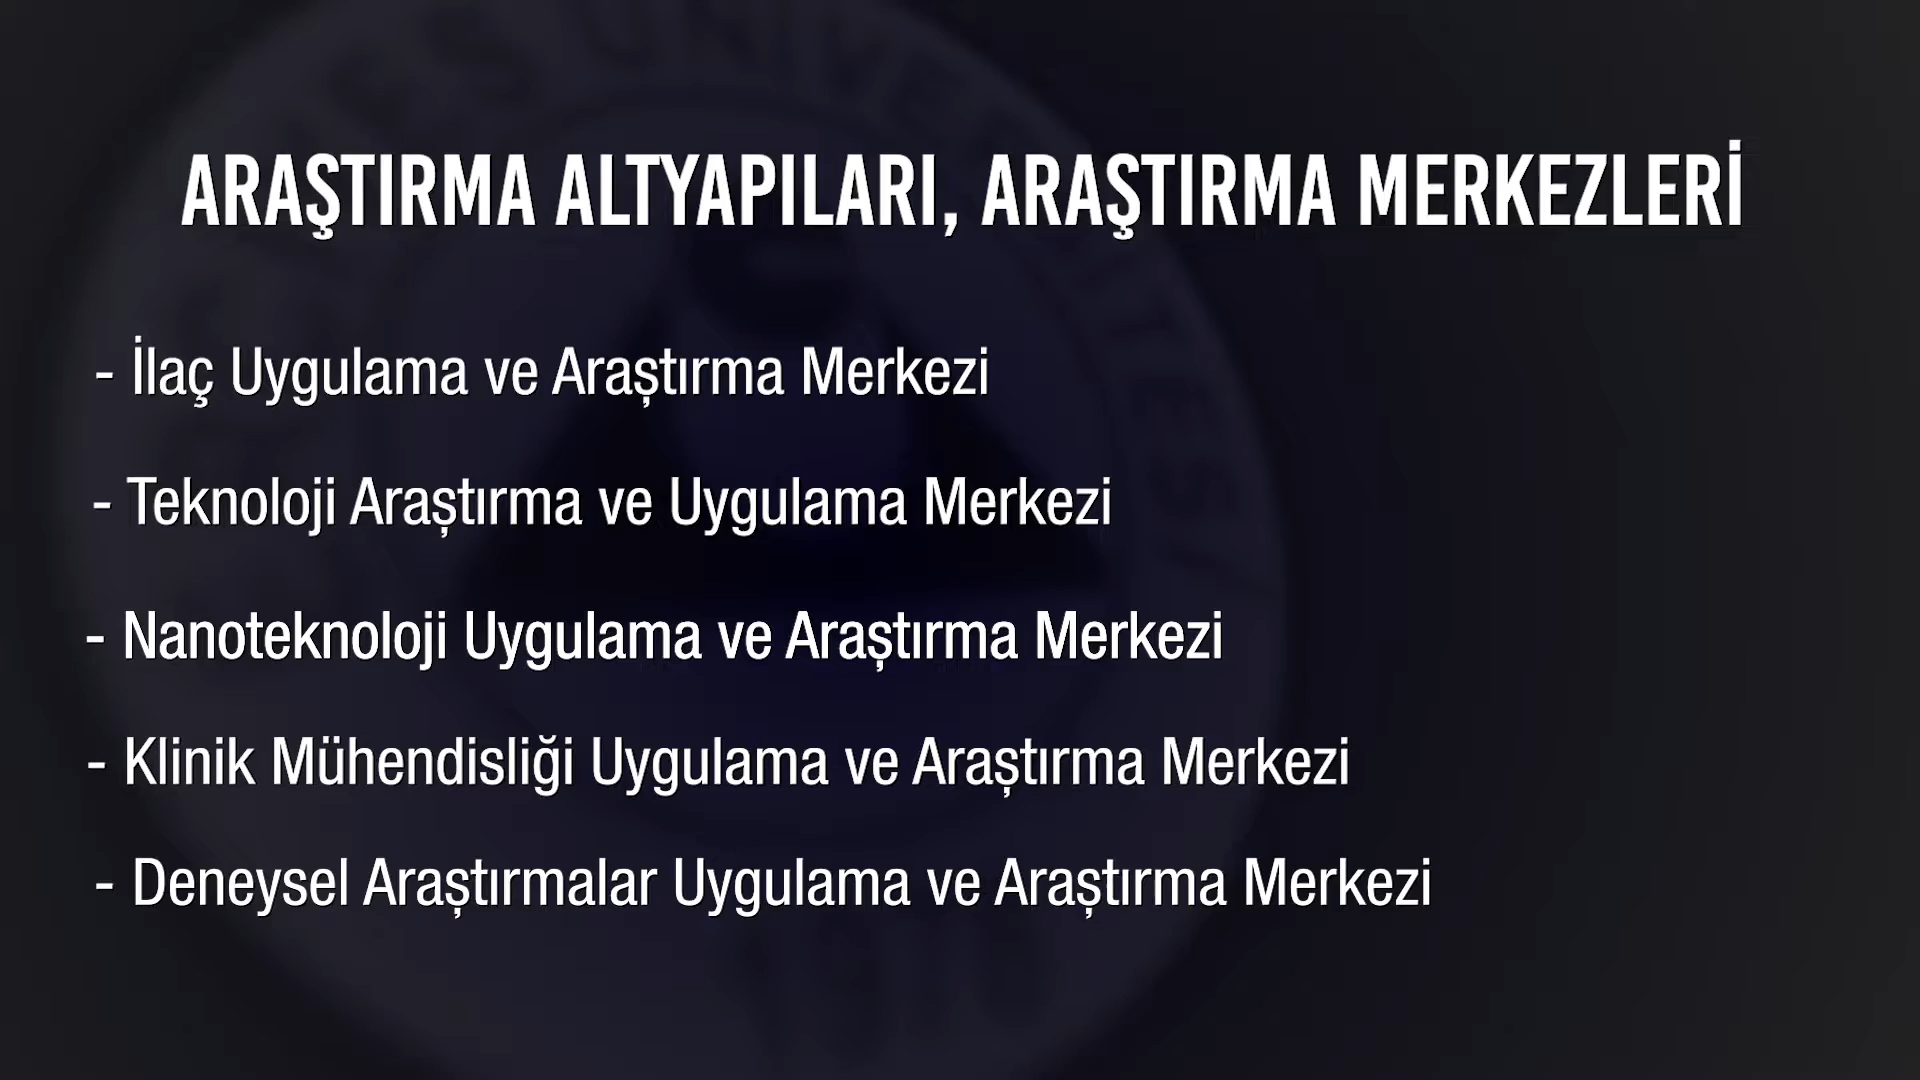 ARAŞTIRMA ALTYAPILARI, ARAŞTIRMA MERKEZLERİ
- İlaç Uygulama ve Araştırma Merkezi
- Teknoloji Araştırma ve Uygulama Merkezi
- Nanoteknoloji Uygulama ve Araştırma Merkezi
- Klinik Mühendisliği Uygulama ve Araştırma Merkezi
- Deneysel Araştırmalar Uygulama ve Araştırma Merkezi